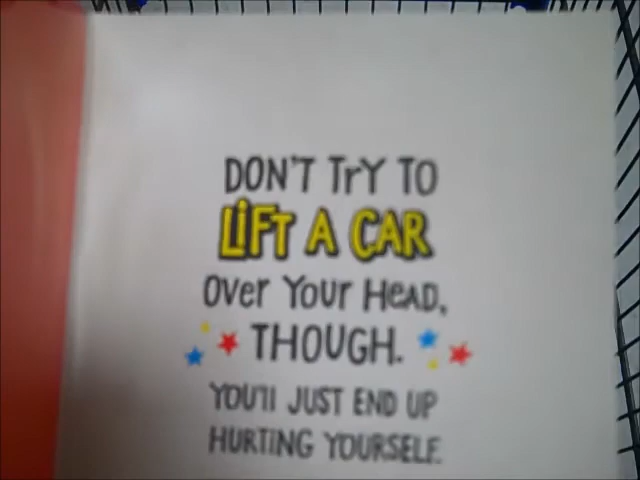 DON'T TrY TO
LiFT A CAR
Over Your HeAD,
THOUGH.
YOU'll JUST END UP
HURTING YOURSELF.